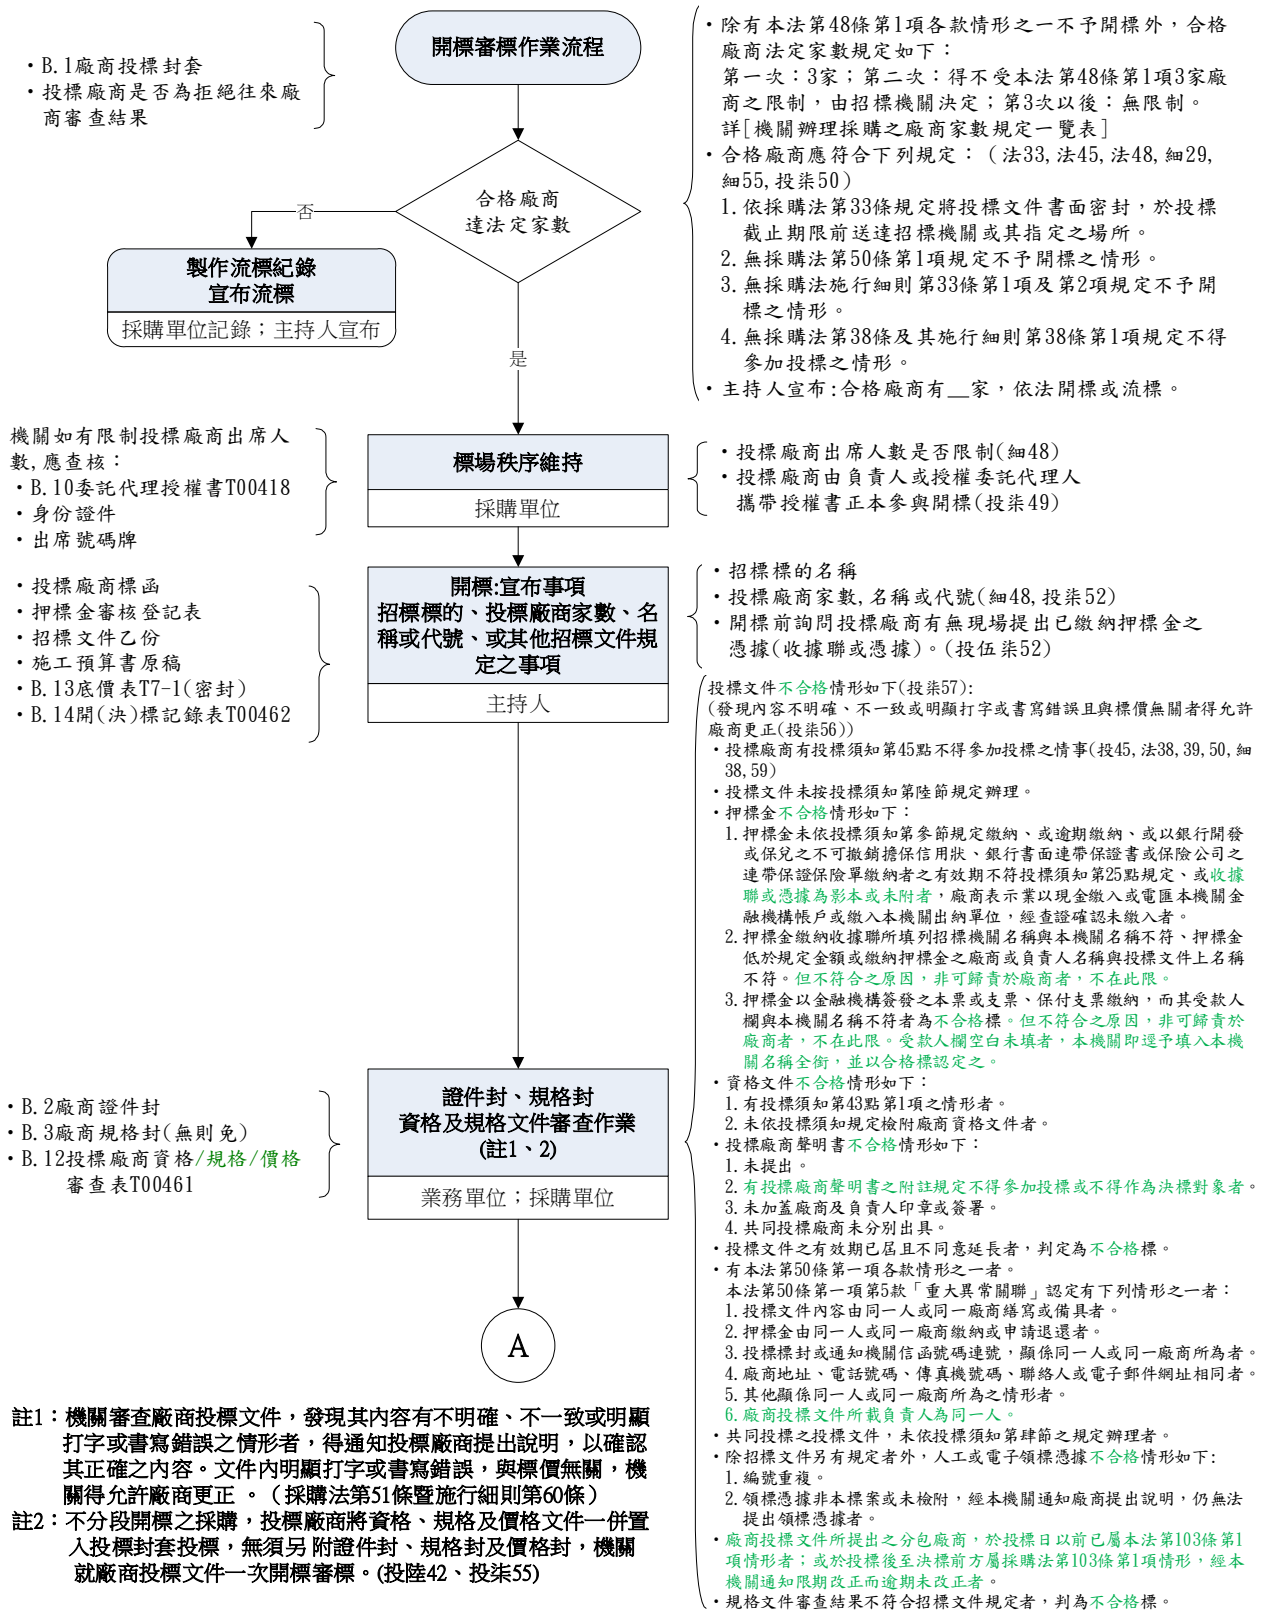 開標審標作業流程
・B.1廠商投標封套
・投標廠商是否為拒絕往來廠
商審查結果
・除有本法第48條第1項各款情形之一不予開標外，合格
廠商法定家數規定如下：
第一次：3家；第二次：得不受本法第48條第1項3家廠
商之限制，由招標機關決定；第3次以後：無限制。
詳[機關辦理採購之廠商家數規定一覽表]
・合格廠商應符合下列規定：（法33,法45,法48,細29,
細55,投柒50）
1.依採購法第33條規定將投標文件書面密封，於投標
截止期限前送達招標機關或其指定之場所。
2.無採購法第50條第1項規定不予開標之情形。
3.無採購法施行細則第33條第1項及第2項規定不予開
標之情形。
4.無採購法第38條及其施行細則第38條第1項規定不得
參加投標之情形。
・主持人宣布:合格廠商有__家，依法開標或流標。
合格廠商
達法定家數
否
製作流標紀錄
宣布流標
採購單位記錄；主持人宣布
是
機關如有限制投標廠商出席人
數,應查核：
・B.10委託代理授權書T00418
・身份證件
・出席號碼牌
標場秩序維持
採購單位
・投標廠商出席人數是否限制(細48)
・投標廠商由負責人或授權委託代理人
攜帶授權書正本參與開標(投柒49)
・投標廠商標函
・押標金審核登記表
・招標文件乙份
・施工預算書原稿
・B.13底價表T7-1(密封)
・B.14開(決)標記錄表T00462
開標:宣布事項
招標標的、投標廠商家數、名
稱或代號、或其他招標文件規
定之事項
主持人
・招標標的名稱
・投標廠商家數,名稱或代號(細48,投柒52)
・開標前詢問投標廠商有無現場提出已繳納押標金之
憑據(收據聯或憑據)。(投伍柒52)
投標文件不合格情形如下(投柒57):
(發現內容不明確、不一致或明顯打字或書寫錯誤且與標價無關者得允許
廠商更正(投柒56))
・投標廠商有投標須知第45點不得參加投標之情事(投45,法38,39,50,細
38,59)
・投標文件未按投標須知第陸節規定辦理。
・押標金不合格情形如下：
1.押標金未依投標須知第參節規定繳納、或逾期繳納、或以銀行開發
或保兌之不可撤銷擔保信用狀、銀行書面連帶保證書或保險公司之
連帶保證保險單繳納者之有效期不符投標須知第25點規定、或收據
聯或憑據為影本或未附者，廠商表示業以現金繳入或電匯本機關金
融機構帳戶或繳入本機關出納單位，經查證確認未繳入者。
2.押標金繳納收據聯所填列招標機關名稱與本機關名稱不符、押標金
低於規定金額或繳納押標金之廠商或負責人名稱與投標文件上名稱
不符。但不符合之原因，非可歸責於廠商者，不在此限。
3.押標金以金融機構簽發之本票或支票、保付支票繳納，而其受款人
欄與本機關名稱不符者為不合格標。但不符合之原因，非可歸責於
廠商者，不在此限。受款人欄空白未填者，本機關即逕予填入本機
關名稱全銜，並以合格標認定之。
・資格文件不合格情形如下：
1.有投標須知第43點第1項之情形者。
2.未依投標須知規定檢附廠商資格文件者。
・投標廠商聲明書不合格情形如下：
1.未提出。
2.有投標廠商聲明書之附註規定不得參加投標或不得作為決標對象者。
3.未加蓋廠商及負責人印章或簽署。
4.共同投標廠商未分別出具。
・投標文件之有效期已屆且不同意延長者，判定為不合格標。
・有本法第50條第一項各款情形之一者。
本法第50條第一項第5款「重大異常關聯」認定有下列情形之一者：
1.投標文件內容由同一人或同一廠商繕寫或備具者。
2.押標金由同一人或同一廠商繳納或申請退還者。
3.投標標封或通知機關信函號碼連號，顯係同一人或同一廠商所為者。
4.廠商地址、電話號碼、傳真機號碼、聯絡人或電子郵件網址相同者。
5.其他顯係同一人或同一廠商所為之情形者。
6.廠商投標文件所載負責人為同一人。
・共同投標之投標文件，未依投標須知第肆節之規定辦理者。
・除招標文件另有規定者外，人工或電子領標憑據不合格情形如下:
1.編號重複。
2.領標憑據非本標案或未檢附，經本機關通知廠商提出說明，仍無法
提出領標憑據者。
・廠商投標文件所提出之分包廠商，於投標日以前已屬本法第103條第1
項情形者；或於投標後至決標前方屬採購法第103條第1項情形，經本
機關通知限期改正而逾期未改正者。
・規格文件審查結果不符合招標文件規定者，判為不合格標。
・B.2廠商證件封
・B.3廠商規格封(無則免)
・B.12投標廠商資格/規格/價格
審查表T00461
證件封、規格封
資格及規格文件審查作業
(註1、2)
業務單位；採購單位
A
註1：機關審查廠商投標文件，發現其內容有不明確、不一致或明顯
打字或書寫錯誤之情形者，得通知投標廠商提出說明，以確認
其正確之內容。文件內明顯打字或書寫錯誤，與標價無關，機
關得允許廠商更正 。（採購法第51條暨施行細則第60條）
註2：不分段開標之採購，投標廠商將資格、規格及價格文件一併置
入投標封套投標，無須另附證件封、規格封及價格封，機關
就廠商投標文件一次開標審標。(投陸42、投柒55)